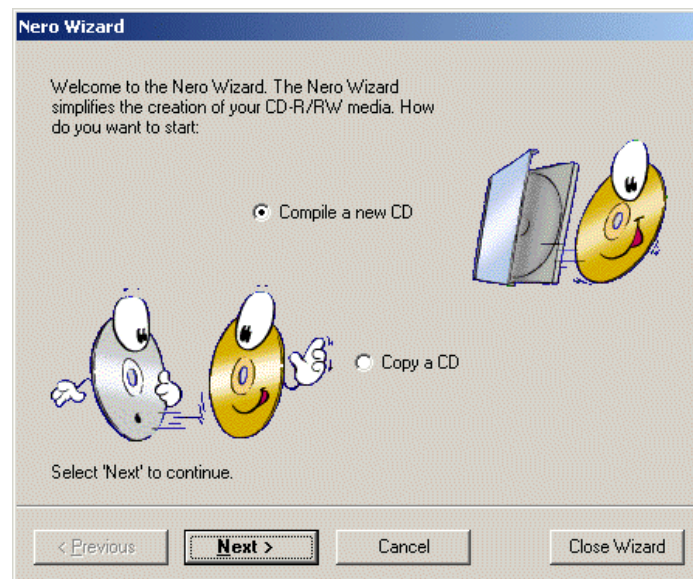 Nero Wizard
Welcome to the Nero Wizard. The Nero Wizard
simplifies the creation of your CD-R/RW media. How
do you want to start:
Compile a new CD
Copy a CD
Select 'Next' to continue.
< Previous
Next >
Cancel
Close Wizard